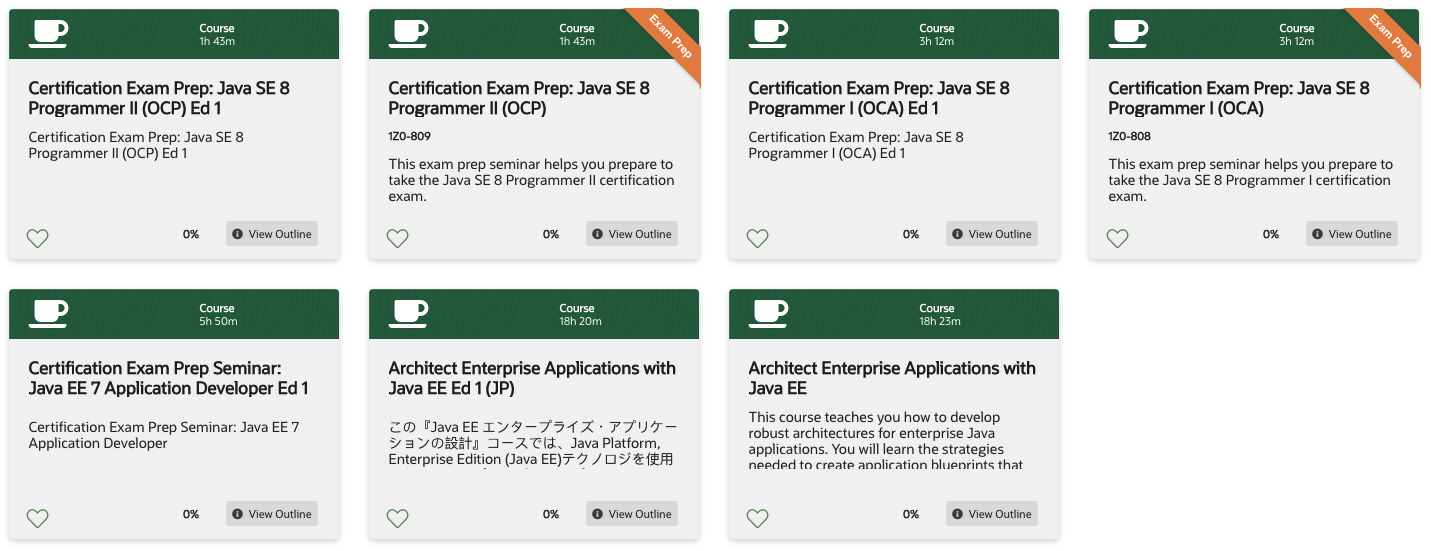 Course
1h 43m
Certification Exam Prep: Java SE 8
Programmer II (OCP) Ed 1
Certification Exam Prep: Java SE 8
Programmer II (OCP) Ed 1
0%
View Outline
Course
1h 43m
Exam Prep
Certification Exam Prep: Java SE 8
Programmer II (OCP)
1Z0-809
This exam prep seminar helps you prepare to
take the Java SE 8 Programmer II certification
exam.
0%
View Outline
Course
3h 12m
Certification Exam Prep: Java SE 8
Programmer I (OCA) Ed 1
Certification Exam Prep: Java SE 8
Programmer I (OCA) Ed 1
0%
View Outline
Course
3h 12m
Exam Prep
Certification Exam Prep: Java SE 8
Programmer I (OCA)
1Z0-808
This exam prep seminar helps you prepare to
take the Java SE 8 Programmer I certification
exam.
0%
View Outline
Course
5h 50m
Certification Exam Prep Seminar:
Java EE 7 Application Developer Ed 1
Certification Exam Prep Seminar: Java EE 7
Application Developer
0%
View Outline
Course
18h 20m
Architect Enterprise Applications with
Java EE Ed 1 (JP)
この『Java EE エンタープライズ・アプリケー
ションの設計』コースでは、Java Platform,
Enterprise Edition (Java EE)テクノロジを使用
0%
View Outline
Course
18h 23m
Architect Enterprise Applications with
Java EE
This course teaches you how to develop
robust architectures for enterprise Java
applications. You will learn the strategies
needed to create application blueprints that
0%
View Outline